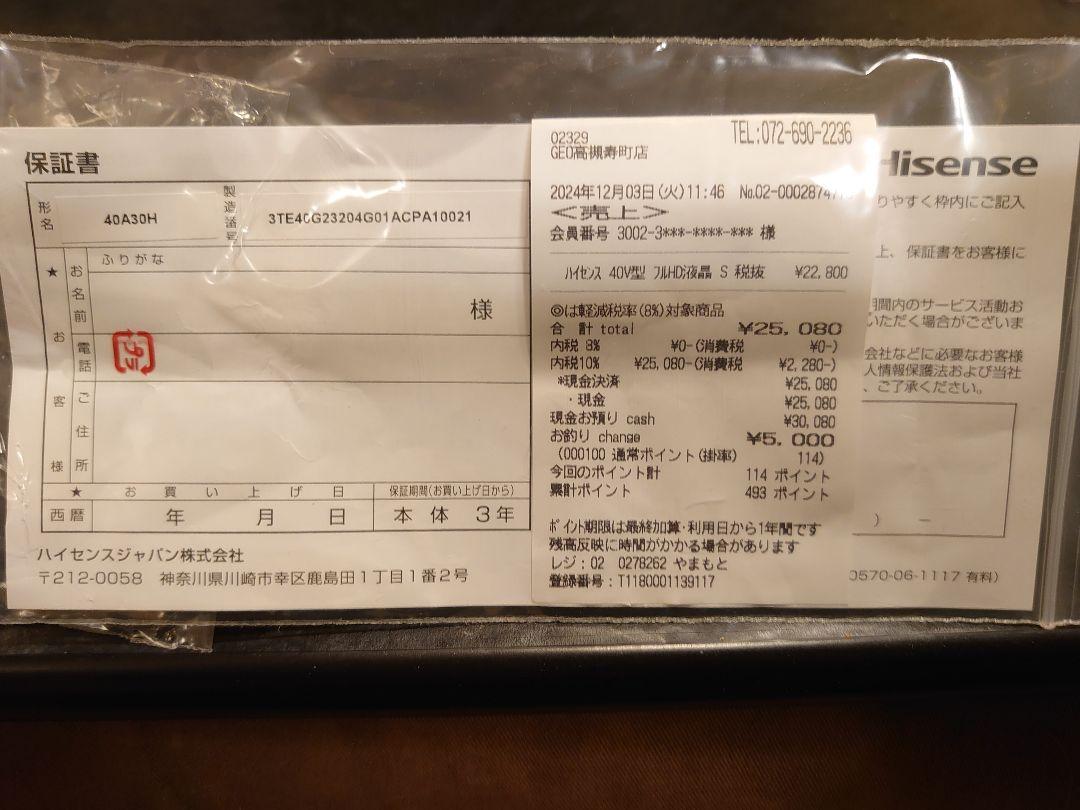 保証書
形名 40A30H 製造番号 3TE40G23204G01ACPA10021
★お客様
ふりがな
お名前 様
電話
ご住所
★ お買い上げ日 保証期間(お買い上げ日から)
西暦 年 月 日 本体 3年
ハイセンスジャパン株式会社
〒212-0058 神奈川県川崎市幸区鹿島田1丁目1番2号
02329 TEL:072-690-2236
GEO高槻寿町店
2024年12月03日(火)11:46 No.02-0002874
<売上>
会員番号 3002-3***-****-*** 様
ハイセンス 40V型 フルHD液晶 S 税抜 ¥22,800
◎は軽減税率(8%)対象商品
合 計 total ¥25,080
内税 8% ¥0-(消費税 ¥0-)
内税10% ¥25,080-(消費税 ¥2,280-)
*現金決済 ¥25,080
・現金 ¥25,080
現金お預り cash ¥30,080
お釣り change ¥5,000
(000100 通常ポイント(掛率) 114)
今回のポイント計 114 ポイント
累計ポイント 493 ポイント
ポイント期限は最終加算・利用日から1年間です
残高反映に時間がかかる場合があります
レジ:02 0278262 やまもと
登録番号:T1180001139117
Hisense
りやすく枠内にご記入
上、保証書をお客様に
期間内のサービス活動お
いただく場合がございま
会社などに必要なお客様
人情報保護法および当社
、ご了承ください。
) -
0570-06-1117 有料)